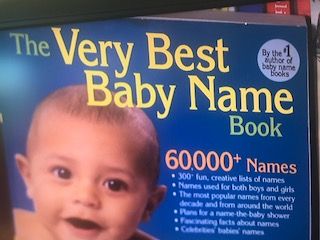 The Very Best
Baby Name
Book
By the #1
author of
baby name
books
60,000+ Names
• 300+ fun, creative lists of names
• Names used for both boys and girls
• The most popular names from every
decade and from around the world
• Plans for a name-the-baby shower
• Fascinating facts about names
• Celebrities' babies' names